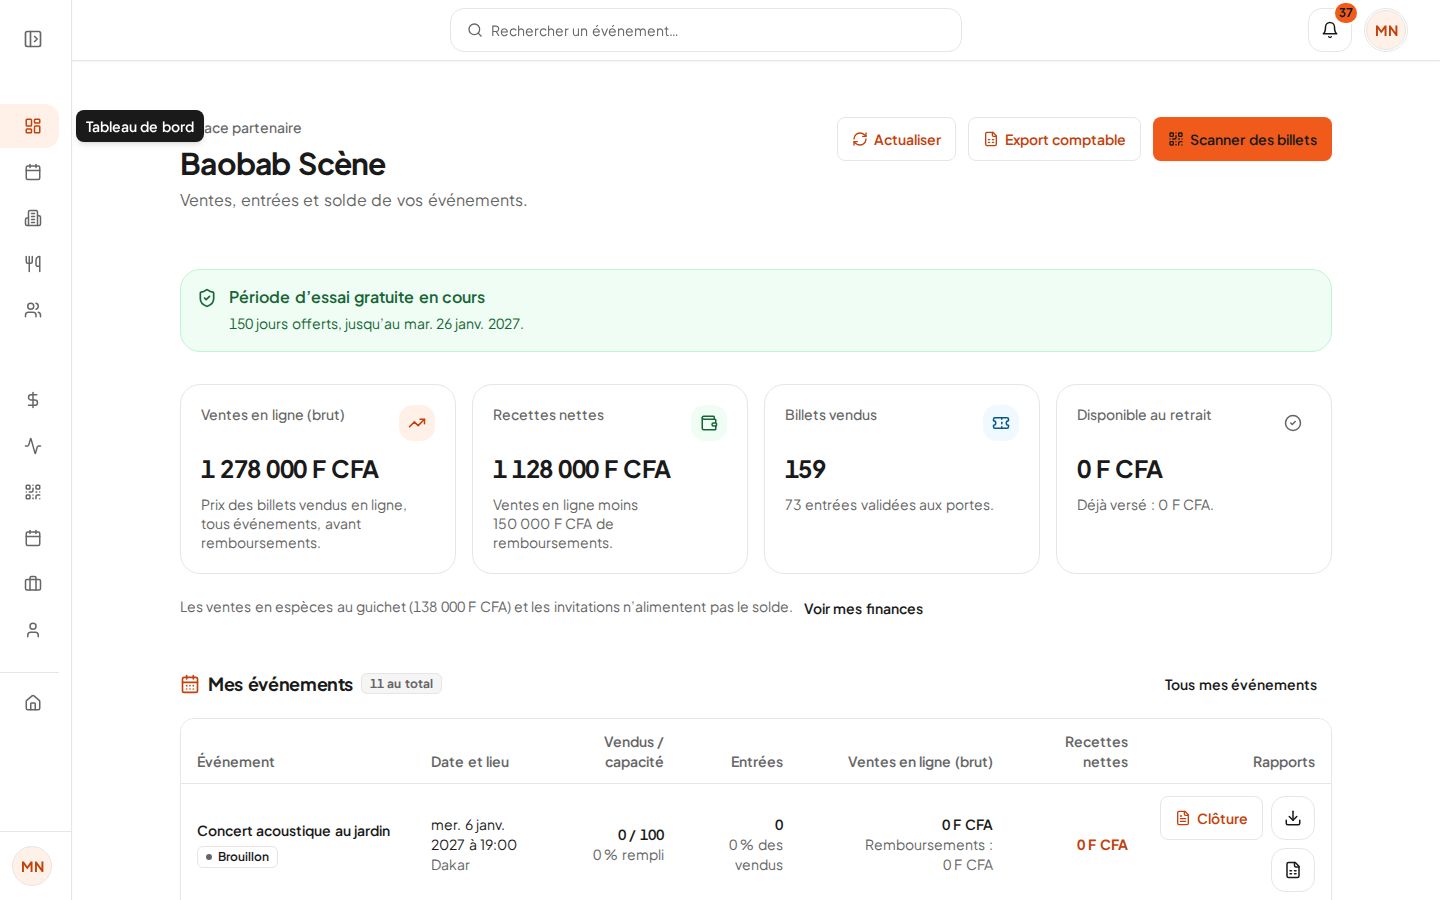 Rechercher un événement…
37
MN
Tableau de bord
ace partenaire
Baobab Scène
Ventes, entrées et solde de vos événements.
Actualiser
Export comptable
Scanner des billets
Période d’essai gratuite en cours
150 jours offerts, jusqu’au mar. 26 janv. 2027.
Ventes en ligne (brut)
1 278 000 F CFA
Prix des billets vendus en ligne,
tous événements, avant
remboursements.
Recettes nettes
1 128 000 F CFA
Ventes en ligne moins
150 000 F CFA de
remboursements.
Billets vendus
159
73 entrées validées aux portes.
Disponible au retrait
0 F CFA
Déjà versé : 0 F CFA.
Les ventes en espèces au guichet (138 000 F CFA) et les invitations n’alimentent pas le solde.
Voir mes finances
Mes événements
11 au total
Tous mes événements
Événement
Date et lieu
Vendus /
capacité
Entrées
Ventes en ligne (brut)
Recettes
nettes
Rapports
Concert acoustique au jardin
Brouillon
mer. 6 janv.
2027 à 19:00
Dakar
0 / 100
0 % rempli
0
0 % des
vendus
0 F CFA
Remboursements :
0 F CFA
0 F CFA
Clôture
MN